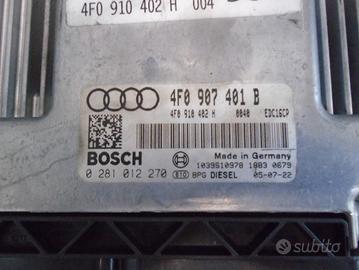 4F0 910 402 H 004
4F0 907 401 B
4F0 910 402 H 0040 EDC16CP
Made in Germany
BOSCH
1039S10978 1883 0679
0 281 012 270 BPG DIESEL 05-07-22
subito